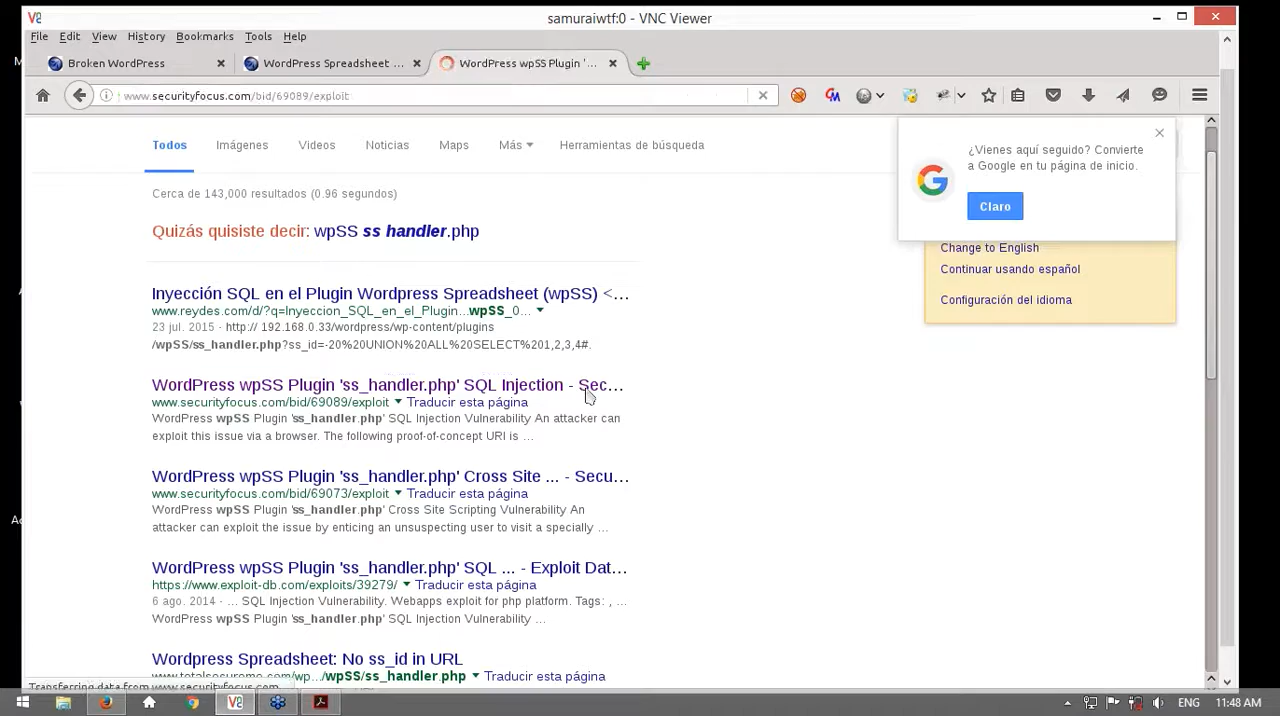 samuraiwtf:0 - VNC Viewer
File Edit View History Bookmarks Tools Help
Broken WordPress
WordPress Spreadsheet ...
WordPress wpSS Plugin '...
www.securityfocus.com/bid/69089/exploit
Todos Imágenes Videos Noticias Maps Más Herramientas de búsqueda
¿Vienes aquí seguido? Convierte
a Google en tu página de inicio.
Claro
Cerca de 143,000 resultados (0.96 segundos)
Quizás quisiste decir: wpSS ss handler.php
Change to English
Continuar usando español
Configuración del idioma
Inyección SQL en el Plugin Wordpress Spreadsheet (wpSS) <...
www.reydes.com/d/?q=Inyeccion_SQL_en_el_Plugin...wpSS_0...
23 jul. 2015 - http:// 192.168.0.33/wordpress/wp-content/plugins
/wpSS/ss_handler.php?ss_id=-20%20UNION%20ALL%20SELECT%201,2,3,4#.
WordPress wpSS Plugin 'ss_handler.php' SQL Injection - Sec...
www.securityfocus.com/bid/69089/exploit Traducir esta página
WordPress wpSS Plugin 'ss_handler.php' SQL Injection Vulnerability An attacker can
exploit this issue via a browser. The following proof-of-concept URI is ...
WordPress wpSS Plugin 'ss_handler.php' Cross Site ... - Secu...
www.securityfocus.com/bid/69073/exploit Traducir esta página
WordPress wpSS Plugin 'ss_handler.php' Cross Site Scripting Vulnerability An
attacker can exploit the issue by enticing an unsuspecting user to visit a specially ...
WordPress wpSS Plugin 'ss_handler.php' SQL ... - Exploit Dat...
https://www.exploit-db.com/exploits/39279/ Traducir esta página
6 ago. 2014 - ... SQL Injection Vulnerability. Webapps exploit for php platform. Tags: , ...
WordPress wpSS Plugin 'ss_handler.php' SQL Injection Vulnerability ...
Wordpress Spreadsheet: No ss_id in URL
www.totalsecureme.com/wp.../wpSS/ss_handler.php Traducir esta página
Transferring data from www.securityfocus.com...
ENG 11:48 AM